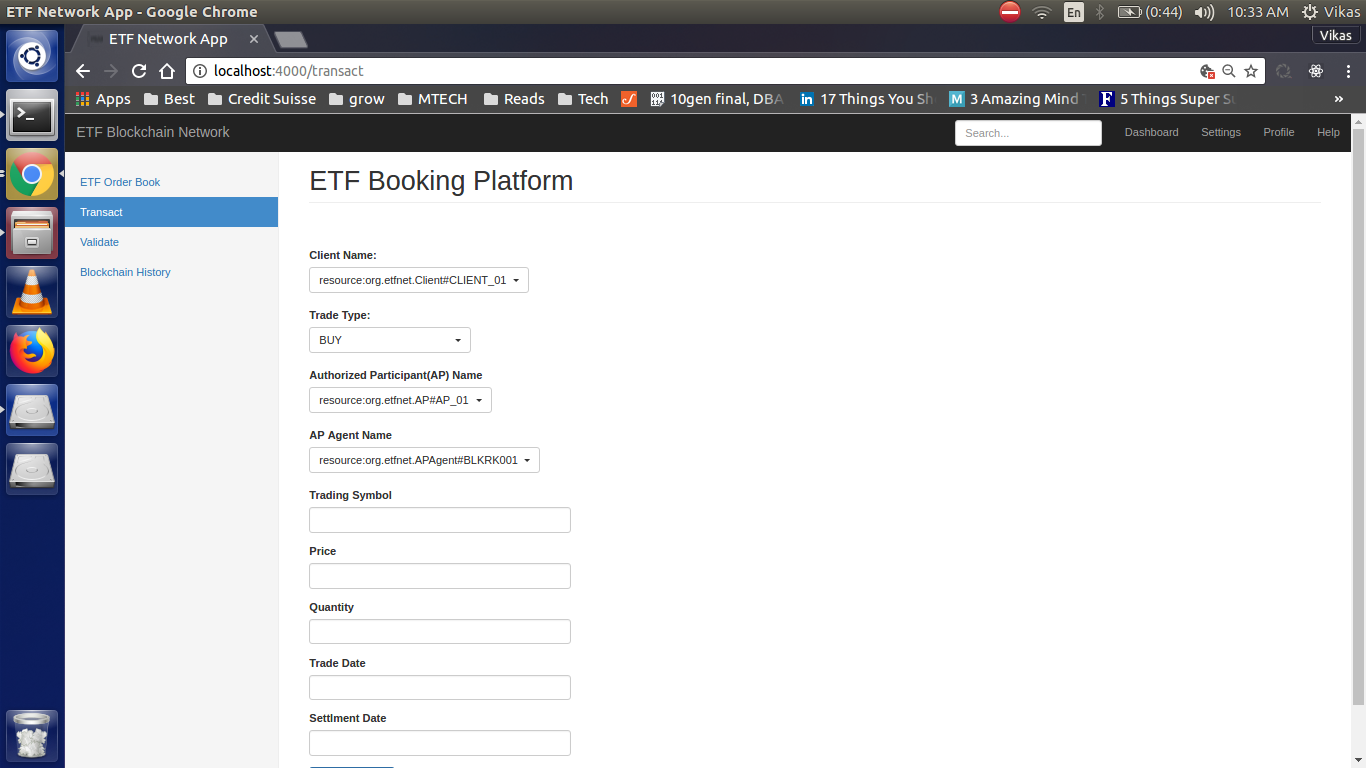 ETF Network App - Google Chrome
En
(0:44)
10:33 AM
Vikas
ETF Network App
Vikas
localhost:4000/transact
Apps
Best
Credit Suisse
grow
MTECH
Reads
Tech
10gen final, DBA
17 Things You Sh
3 Amazing Mind
5 Things Super Su
»
ETF Blockchain Network
Search...
Dashboard
Settings
Profile
Help
ETF Order Book
Transact
Validate
Blockchain History
ETF Booking Platform
Client Name:
resource:org.etfnet.Client#CLIENT_01
Trade Type:
BUY
Authorized Participant(AP) Name
resource:org.etfnet.AP#AP_01
AP Agent Name
resource:org.etfnet.APAgent#BLKRK001
Trading Symbol
Price
Quantity
Trade Date
Settlment Date